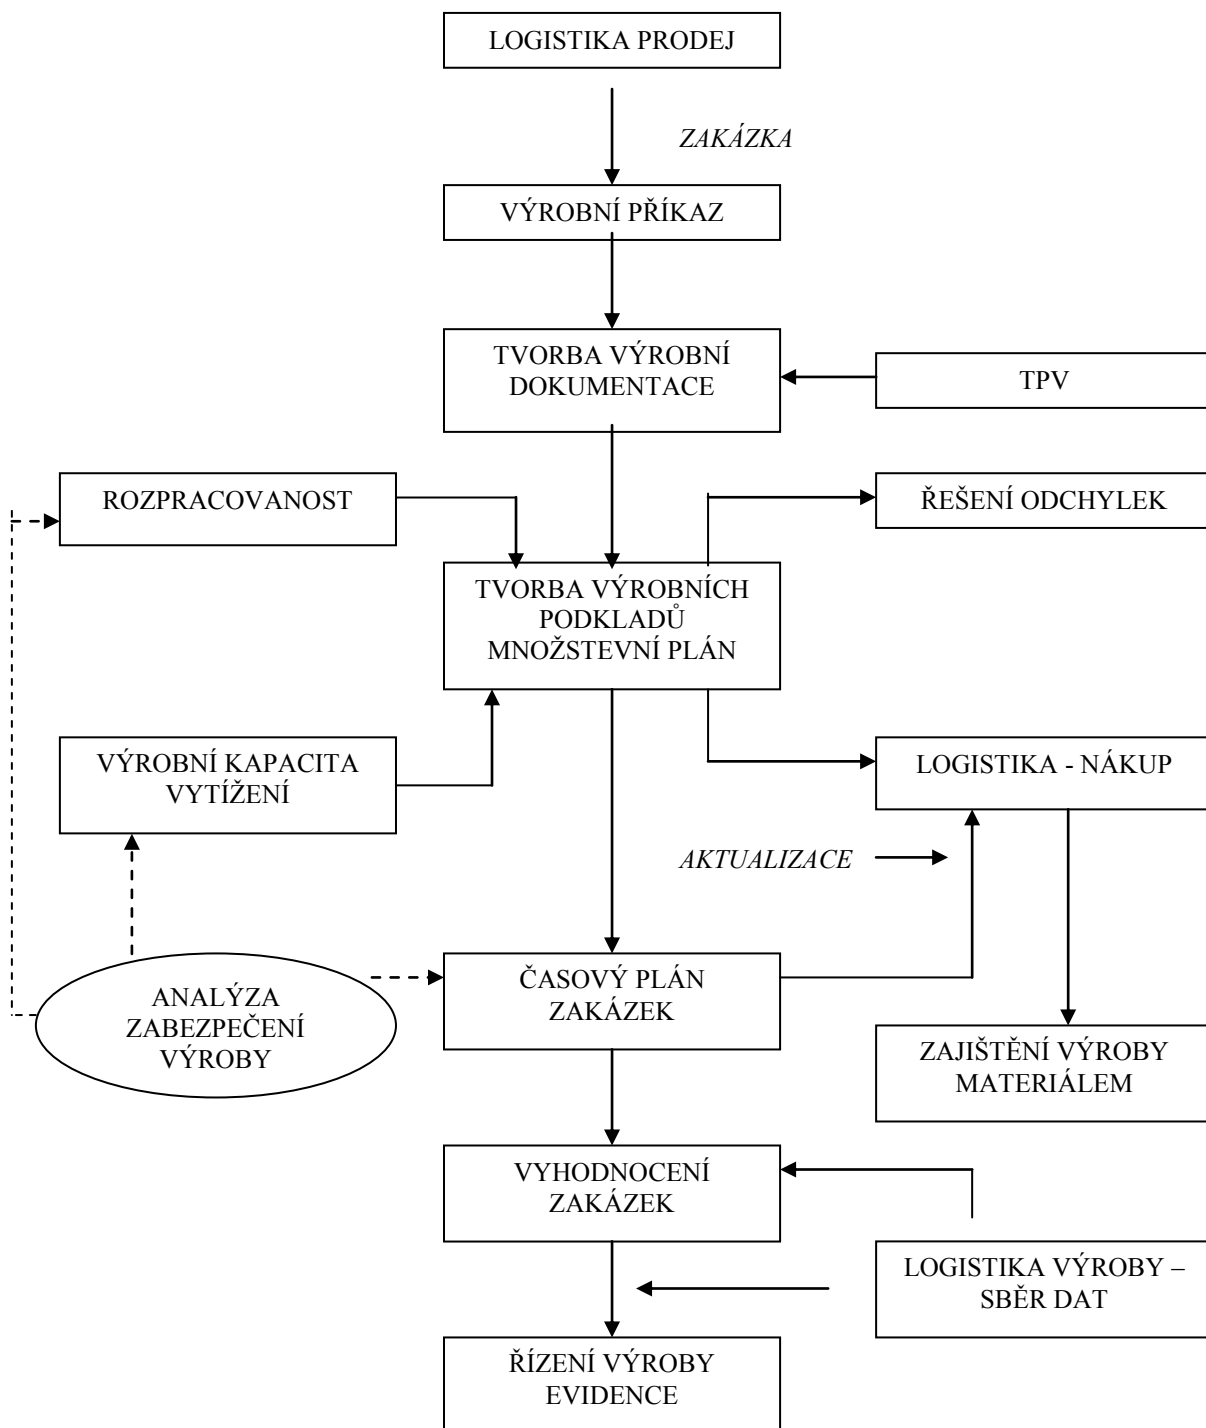 LOGISTIKA PRODEJ
ZAKÁZKA
VÝROBNÍ PŘÍKAZ
TVORBA VÝROBNÍ
DOKUMENTACE
TPV
ROZPRACOVANOST
ŘEŠENÍ ODCHYLEK
TVORBA VÝROBNÍCH
PODKLADŮ
MNOŽSTEVNÍ PLÁN
VÝROBNÍ KAPACITA
VYTÍŽENÍ
LOGISTIKA - NÁKUP
AKTUALIZACE
ANALÝZA
ZABEZPEČENÍ
VÝROBY
ČASOVÝ PLÁN
ZAKÁZEK
ZAJIŠTĚNÍ VÝROBY
MATERIÁLEM
VYHODNOCENÍ
ZAKÁZEK
LOGISTIKA VÝROBY –
SBĚR DAT
ŘÍZENÍ VÝROBY
EVIDENCE